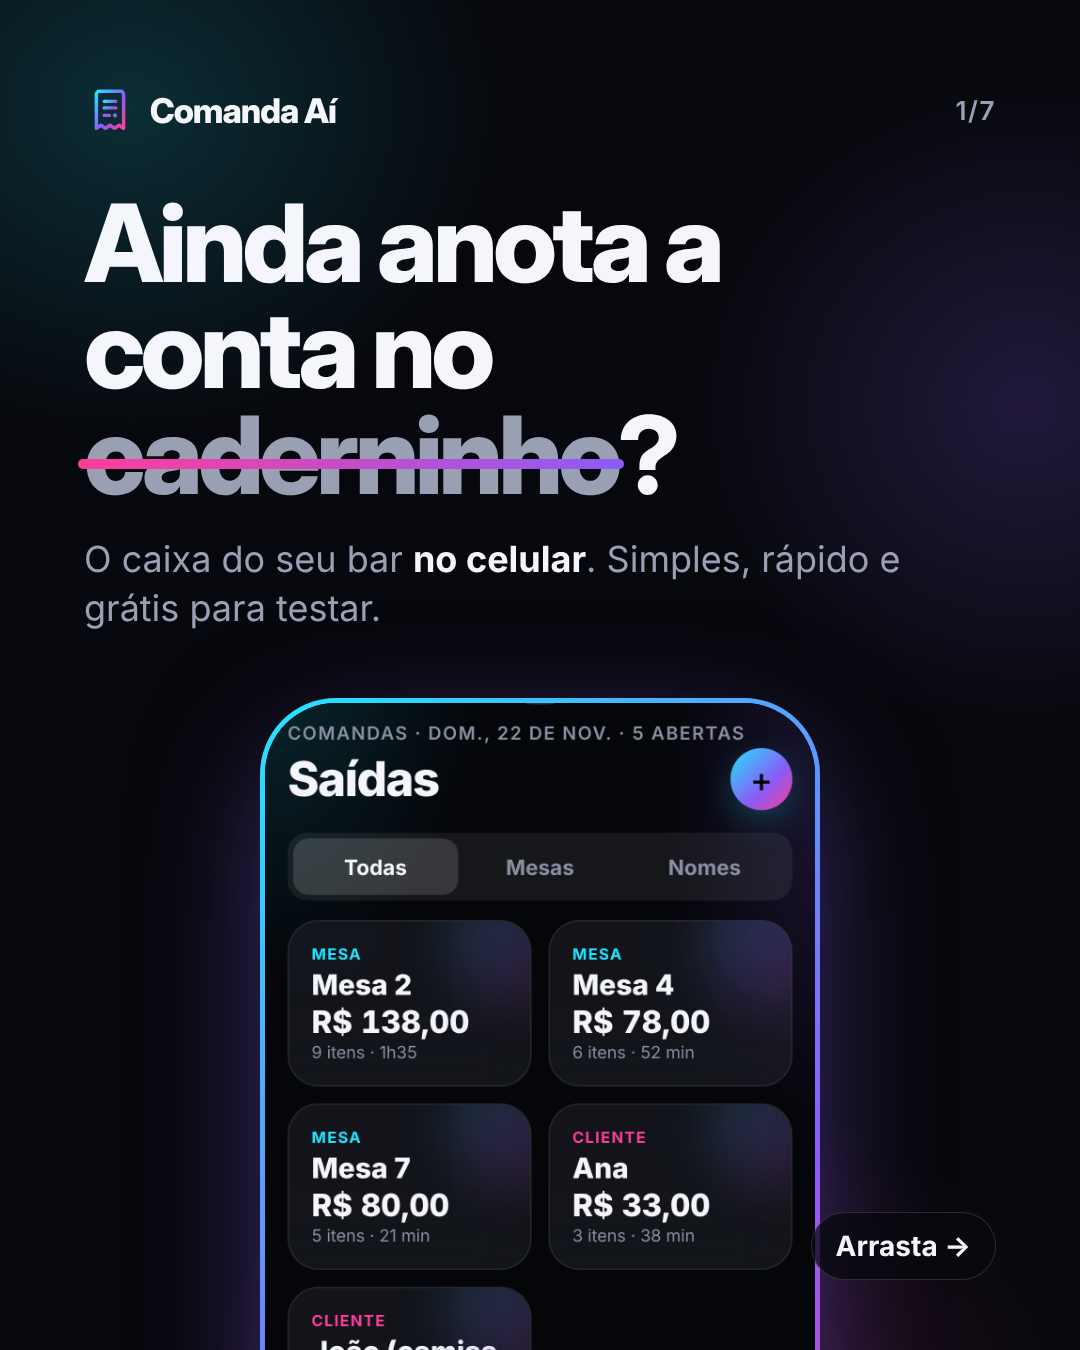 Comanda Aí
1/7
Ainda anota a
conta no
caderninho?
O caixa do seu bar no celular. Simples, rápido e
grátis para testar.
COMANDAS · DOM., 22 DE NOV. · 5 ABERTAS
Saídas
+
Todas Mesas Nomes
MESA
Mesa 2
R$ 138,00
9 itens · 1h35
MESA
Mesa 4
R$ 78,00
6 itens · 52 min
MESA
Mesa 7
R$ 80,00
5 itens · 21 min
CLIENTE
Ana
R$ 33,00
3 itens · 38 min
Arrasta →
CLIENTE
João (camisa